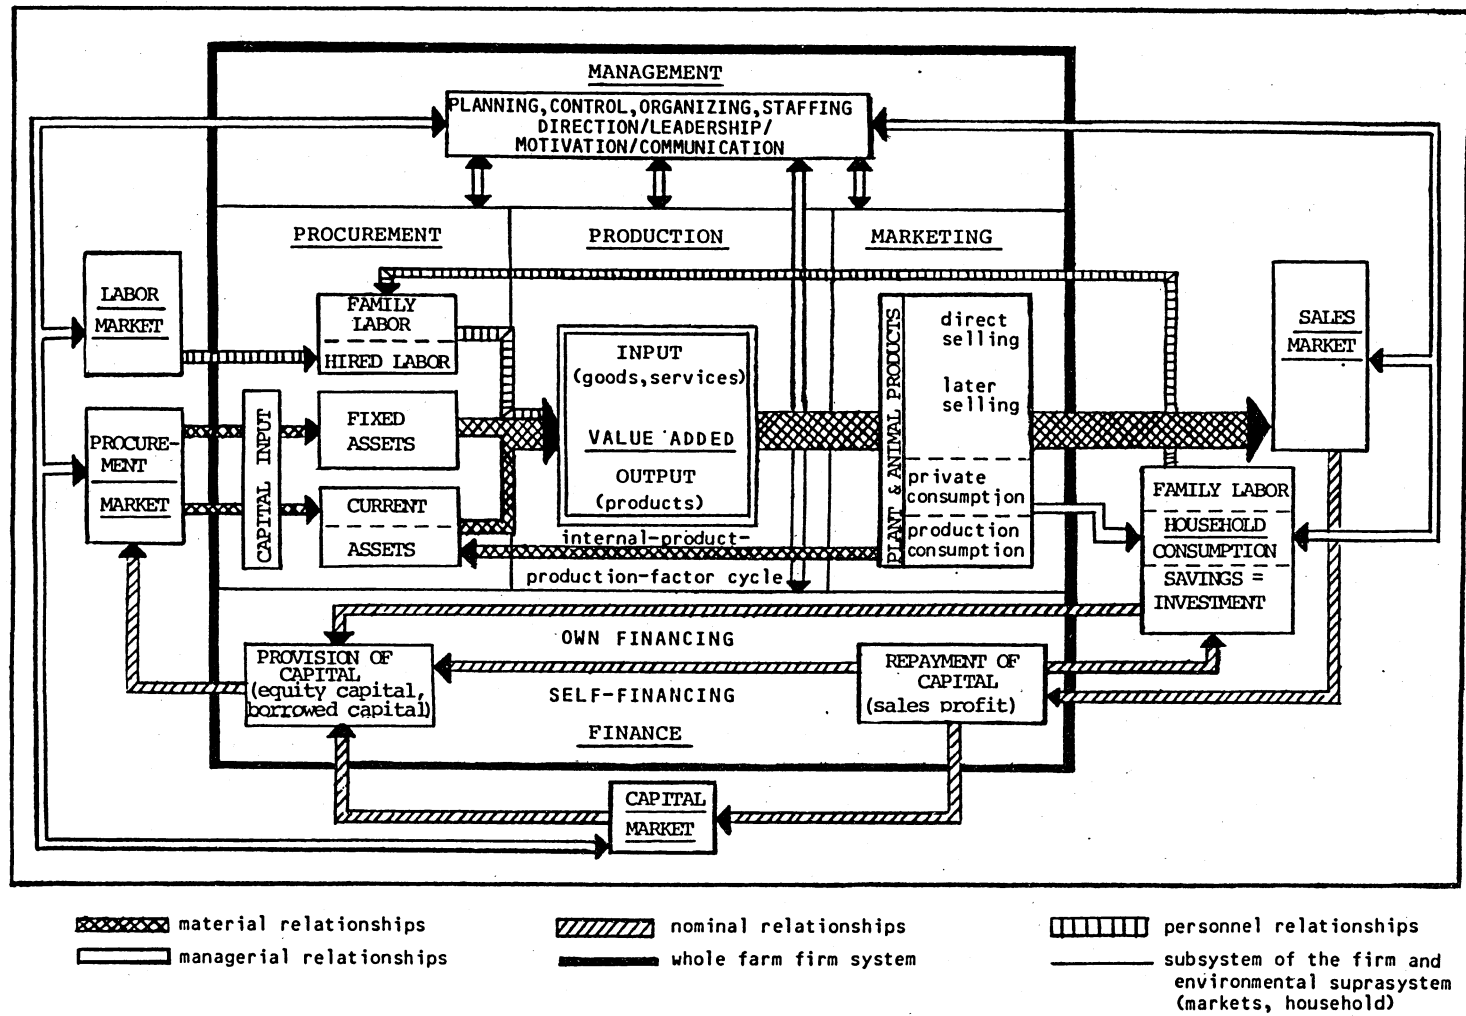 MANAGEMENT
PLANNING,CONTROL,ORGANIZING,STAFFING
DIRECTION/LEADERSHIP/
MOTIVATION/COMMUNICATION
PROCUREMENT
PRODUCTION
MARKETING
LABOR
MARKET
FAMILY
LABOR
HIRED LABOR
PROCURE-
MENT
MARKET
CAPITAL INPUT
FIXED
ASSETS
CURRENT
ASSETS
INPUT
(goods,services)
VALUE ADDED
OUTPUT
(products)
internal-product-
production-factor cycle
PLANT & ANIMAL PRODUCTS
direct
selling
later
selling
private
consumption
production
consumption
SALES
MARKET
FAMILY LABOR
HOUSEHOLD
CONSUMPTION
SAVINGS =
INVESTMENT
OWN FINANCING
PROVISION OF
CAPITAL
(equity capital,
borrowed capital)
SELF-FINANCING
REPAYMENT OF
CAPITAL
(sales profit)
FINANCE
CAPITAL
MARKET
material relationships
nominal relationships
personnel relationships
managerial relationships
whole farm firm system
subsystem of the firm and
environmental suprasystem
(markets, household)